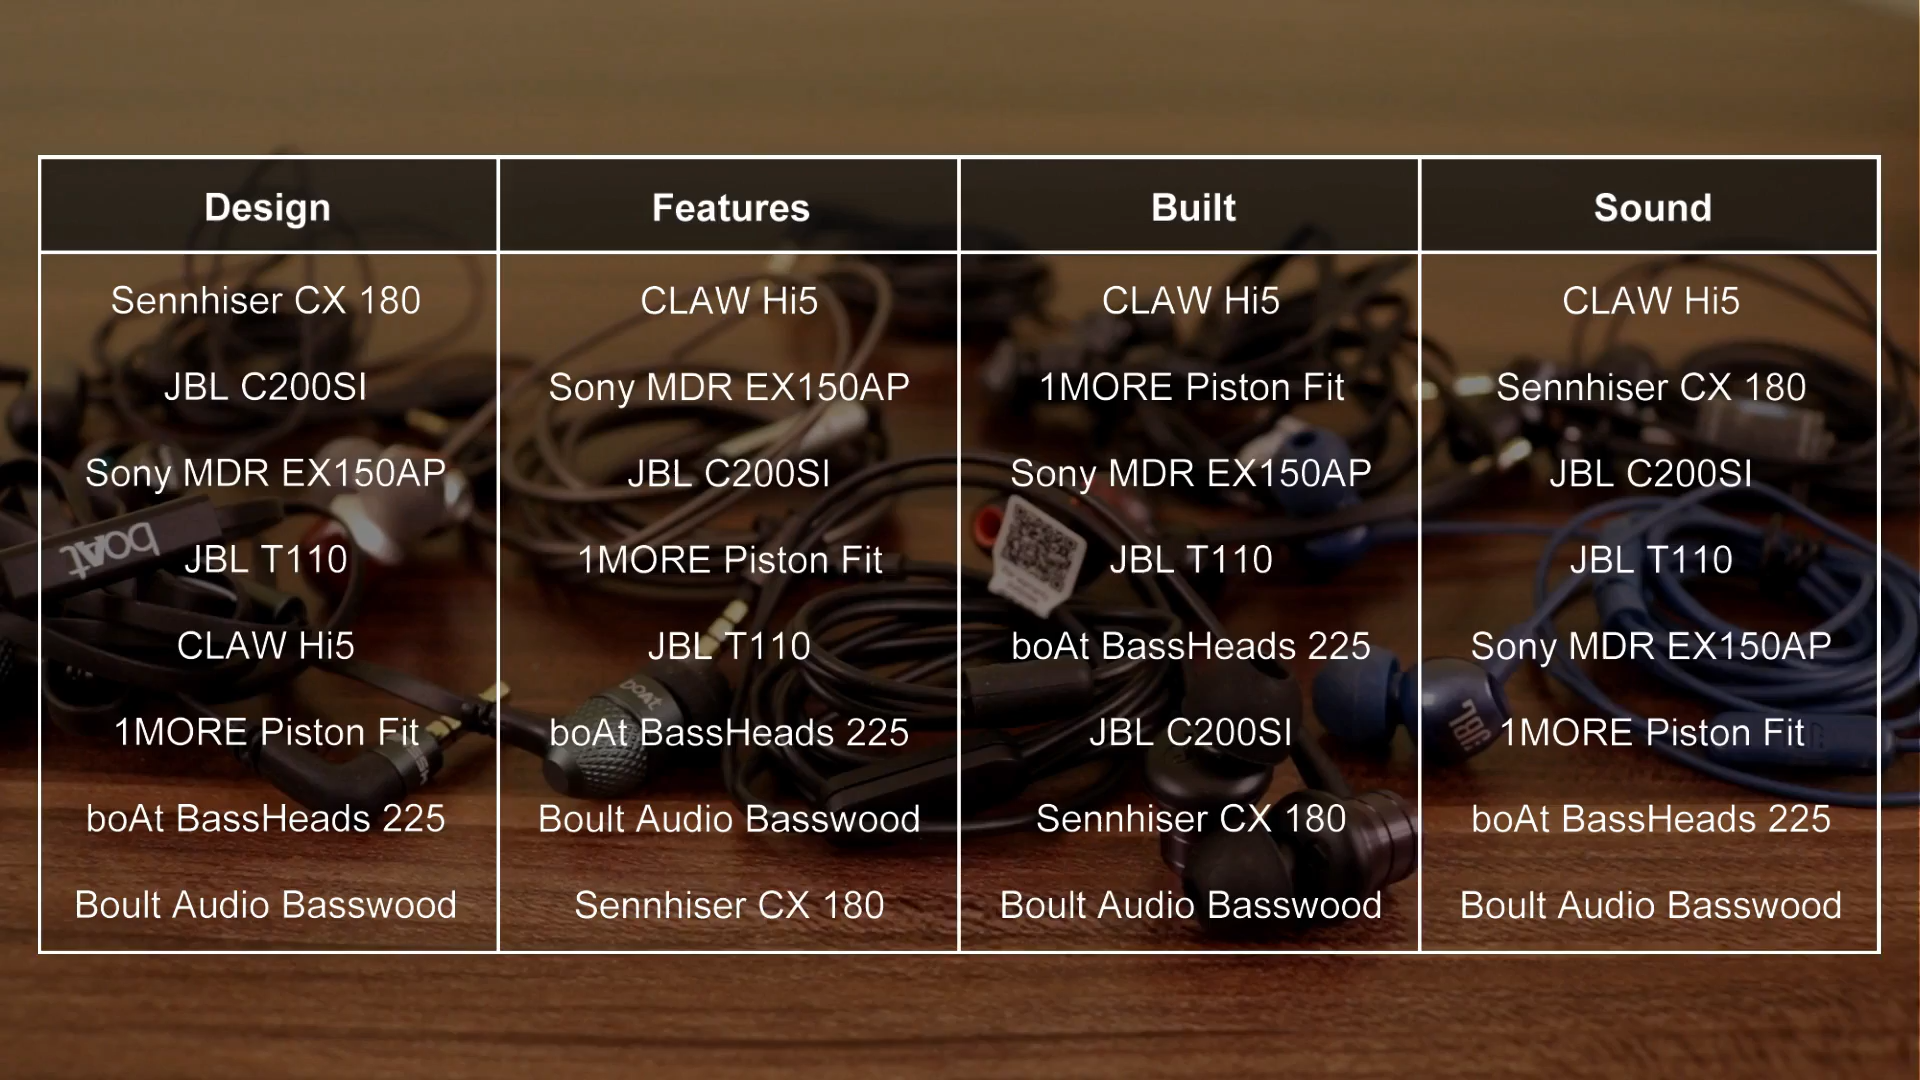 Design Features Built Sound
Sennhiser CX 180 CLAW Hi5 CLAW Hi5 CLAW Hi5
JBL C200SI Sony MDR EX150AP 1MORE Piston Fit Sennhiser CX 180
Sony MDR EX150AP JBL C200SI Sony MDR EX150AP JBL C200SI
boAt
JBL T110 1MORE Piston Fit JBL T110 JBL T110
CLAW Hi5 JBL T110 boAt BassHeads 225 Sony MDR EX150AP
boAt
JBL
1MORE Piston Fit boAt BassHeads 225 JBL C200SI 1MORE Piston Fit
boAt BassHeads 225 Boult Audio Basswood Sennhiser CX 180 boAt BassHeads 225
Boult Audio Basswood Sennhiser CX 180 Boult Audio Basswood Boult Audio Basswood